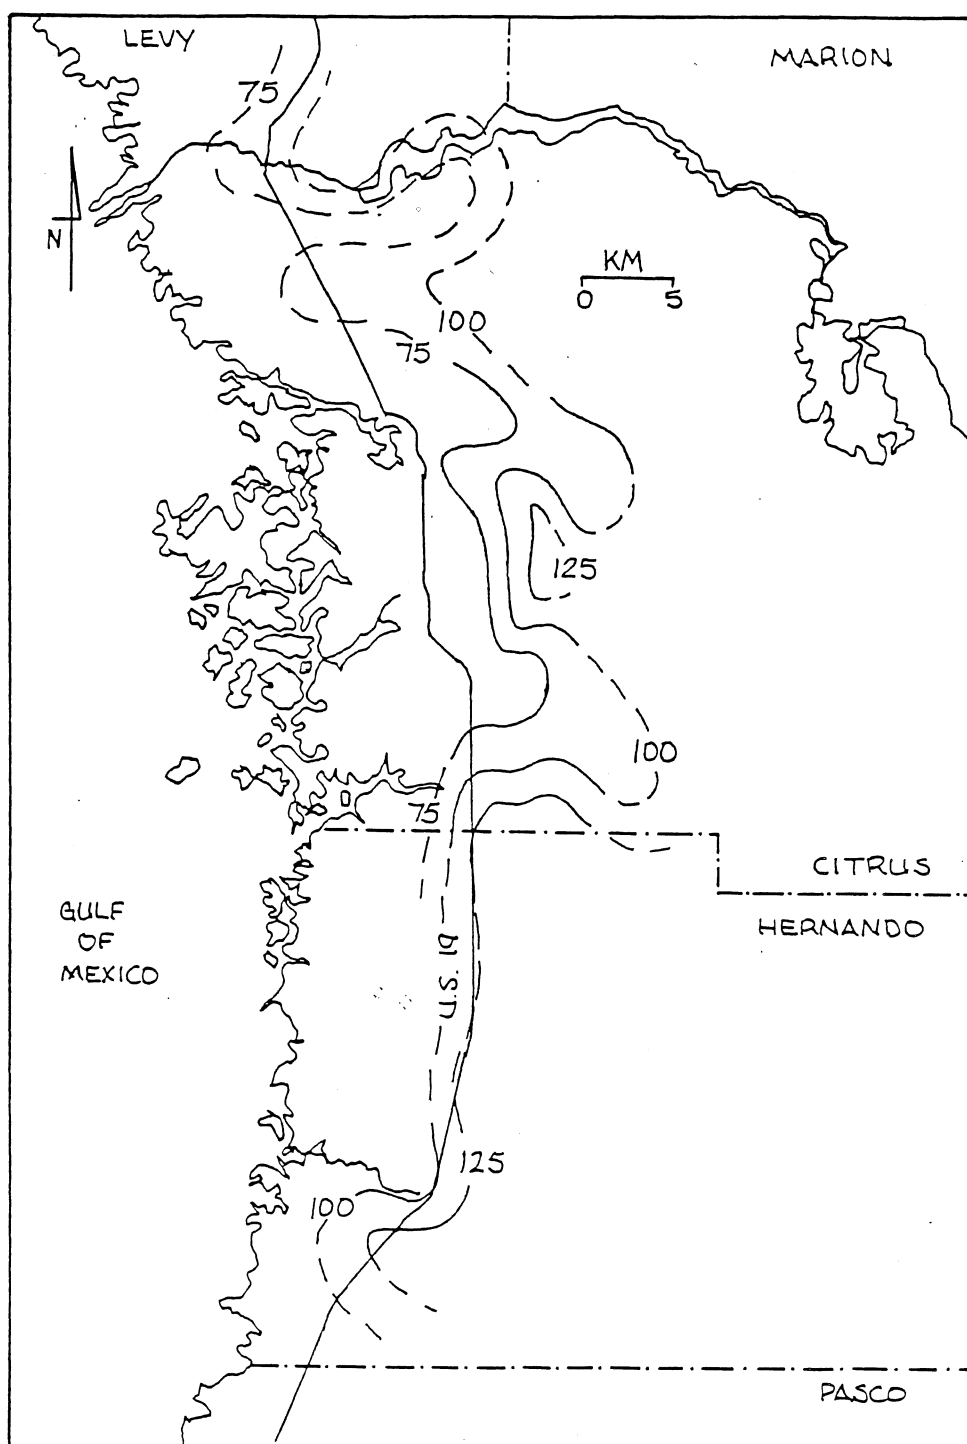 LEVY
MARION
75
N
KM
0 5
100
75
125
100
75
CITRUS
HERNANDO
GULF
OF
MEXICO
U.S. 19
125
100
PASCO